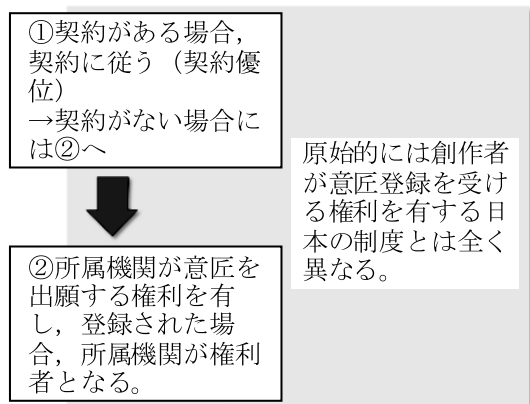 ①契約がある場合，
契約に従う（契約優
位）
→契約がない場合に
は②へ
原始的には創作者
が意匠登録を受け
る権利を有する日
本の制度とは全く
異なる。
②所属機関が意匠を
出願する権利を有
し，登録された場
合，所属機関が権利
者となる。